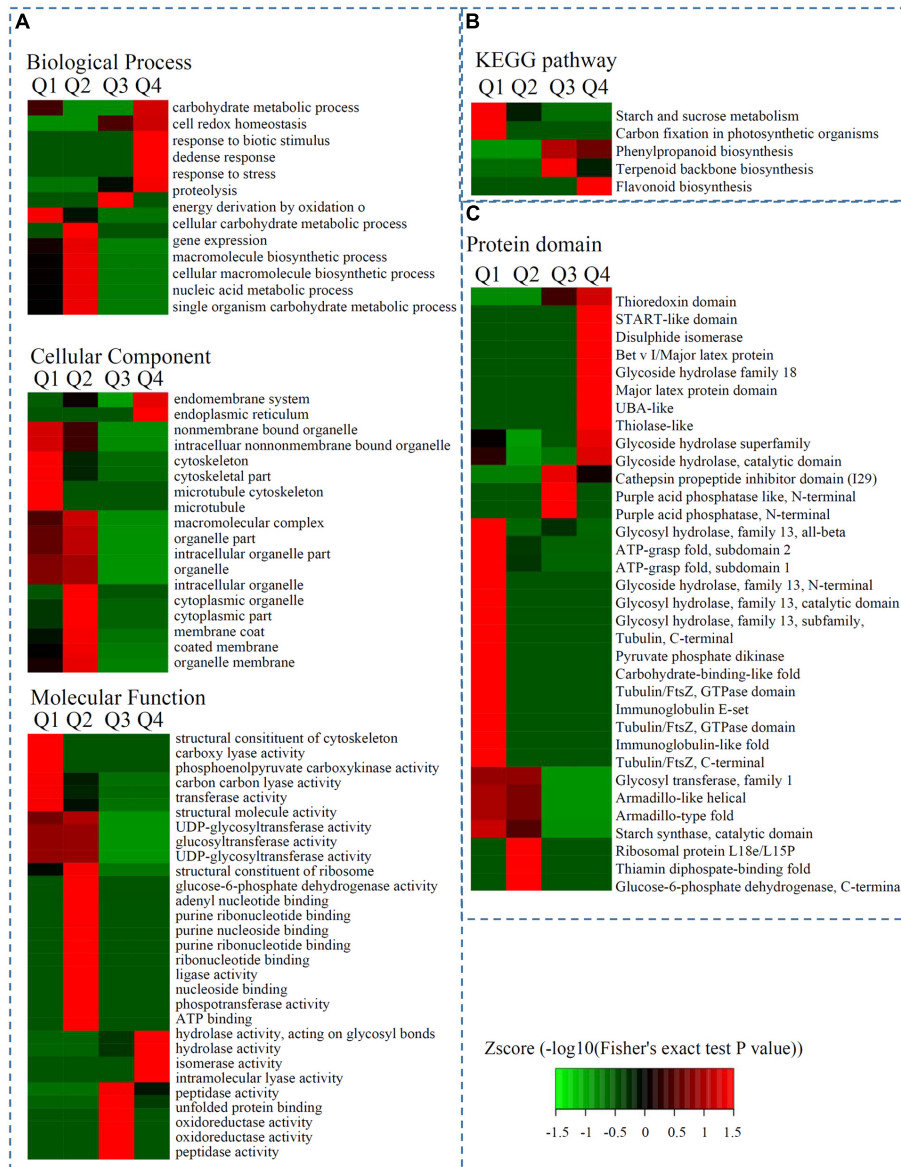 A
Biological Process
Q1 Q2 Q3 Q4
carbohydrate metabolic process
cell redox homeostasis
response to biotic stimulus
dedense response
response to stress
proteolysis
energy derivation by oxidation o
cellular carbohydrate metabolic process
gene expression
macromolecule biosynthetic process
cellular macromolecule biosynthetic process
nucleic acid metabolic process
single organism carbohydrate metabolic process
Cellular Component
Q1 Q2 Q3 Q4
endomembrane system
endoplasmic reticulum
nonmembrane bound organelle
intracelluar nonnonmembrane bound organelle
cytoskeleton
cytoskeletal part
microtubule cytoskeleton
microtubule
macromolecular complex
organelle part
intracellular organelle part
organelle
intracellular organelle
cytoplasmic organelle
cytoplasmic part
membrane coat
coated membrane
organelle membrane
Molecular Function
Q1 Q2 Q3 Q4
structural consitituent of cytoskeleton
carboxy lyase activity
phosphoenolpyruvate carboxykinase activity
carbon carbon lyase activity
transferase activity
structural molecule activity
UDP-glycosyltransferase activity
glucosyltransferase activity
UDP-glycosyltransferase activity
structural constituent of ribosome
glucose-6-phosphate dehydrogenase activity
adenyl nucleotide binding
purine ribonucleotide binding
purine nucleoside binding
purine ribonucleotide binding
ribonucleotide binding
ligase activity
nucleoside binding
phospotransferase activity
ATP binding
hydrolase activity, acting on glycosyl bonds
hydrolase activity
isomerase activity
intramolecular lyase activity
peptidase activity
unfolded protein binding
oxidoreductase activity
oxidoreductase activity
peptidase activity
B
KEGG pathway
Q1 Q2 Q3 Q4
Starch and sucrose metabolism
Carbon fixation in photosynthetic organisms
Phenylpropanoid biosynthesis
Terpenoid backbone biosynthesis
Flavonoid biosynthesis
C
Protein domain
Q1 Q2 Q3 Q4
Thioredoxin domain
START-like domain
Disulphide isomerase
Bet v I/Major latex protein
Glycoside hydrolase family 18
Major latex protein domain
UBA-like
Thiolase-like
Glycoside hydrolase superfamily
Glycoside hydrolase, catalytic domain
Cathepsin propeptide inhibitor domain (I29)
Purple acid phosphatase like, N-terminal
Purple acid phosphatase, N-terminal
Glycosyl hydrolase, family 13, all-beta
ATP-grasp fold, subdomain 2
ATP-grasp fold, subdomain 1
Glycoside hydrolase, family 13, N-terminal
Glycosyl hydrolase, family 13, catalytic domain
Glycosyl hydrolase, family 13, subfamily,
Tubulin, C-terminal
Pyruvate phosphate dikinase
Carbohydrate-binding-like fold
Tubulin/FtsZ, GTPase domain
Immunoglobulin E-set
Tubulin/FtsZ, GTPase domain
Immunoglobulin-like fold
Tubulin/FtsZ, C-terminal
Glycosyl transferase, family 1
Armadillo-like helical
Armadillo-type fold
Starch synthase, catalytic domain
Ribosomal protein L18e/L15P
Thiamin diphospate-binding fold
Glucose-6-phosphate dehydrogenase, C-termina
Zscore (-log10(Fisher's exact test P value))
-1.5 -1 -0.5 0 0.5 1 1.5